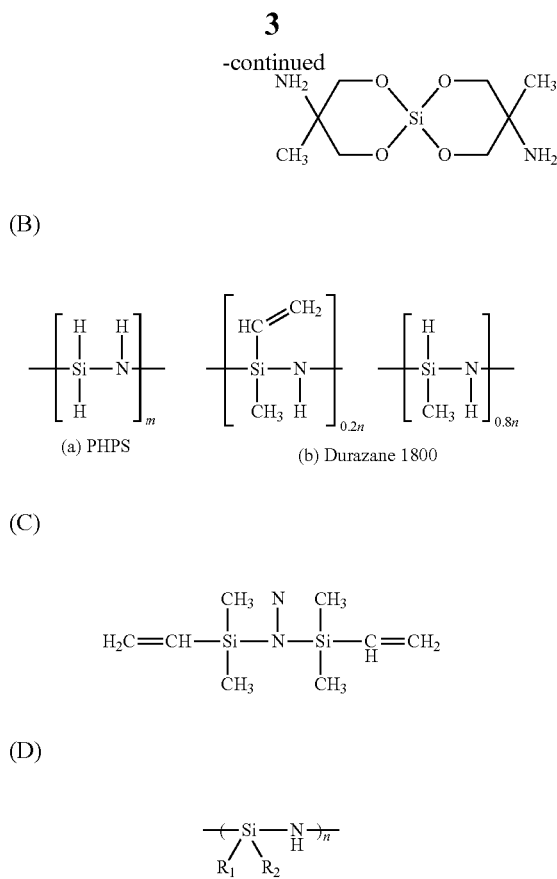 3
-continued
NH2 O O CH3
Si
CH3 O O NH2
(B)
H H
Si N
H m
(a) PHPS
HC CH2
Si N
CH3 H 0.2n
H
Si N
CH3 H 0.8n
(b) Durazane 1800
(C)
CH3 N CH3
H2C CH Si N Si C H CH2
CH3 CH3
(D)
( Si N H )n
R1 R2